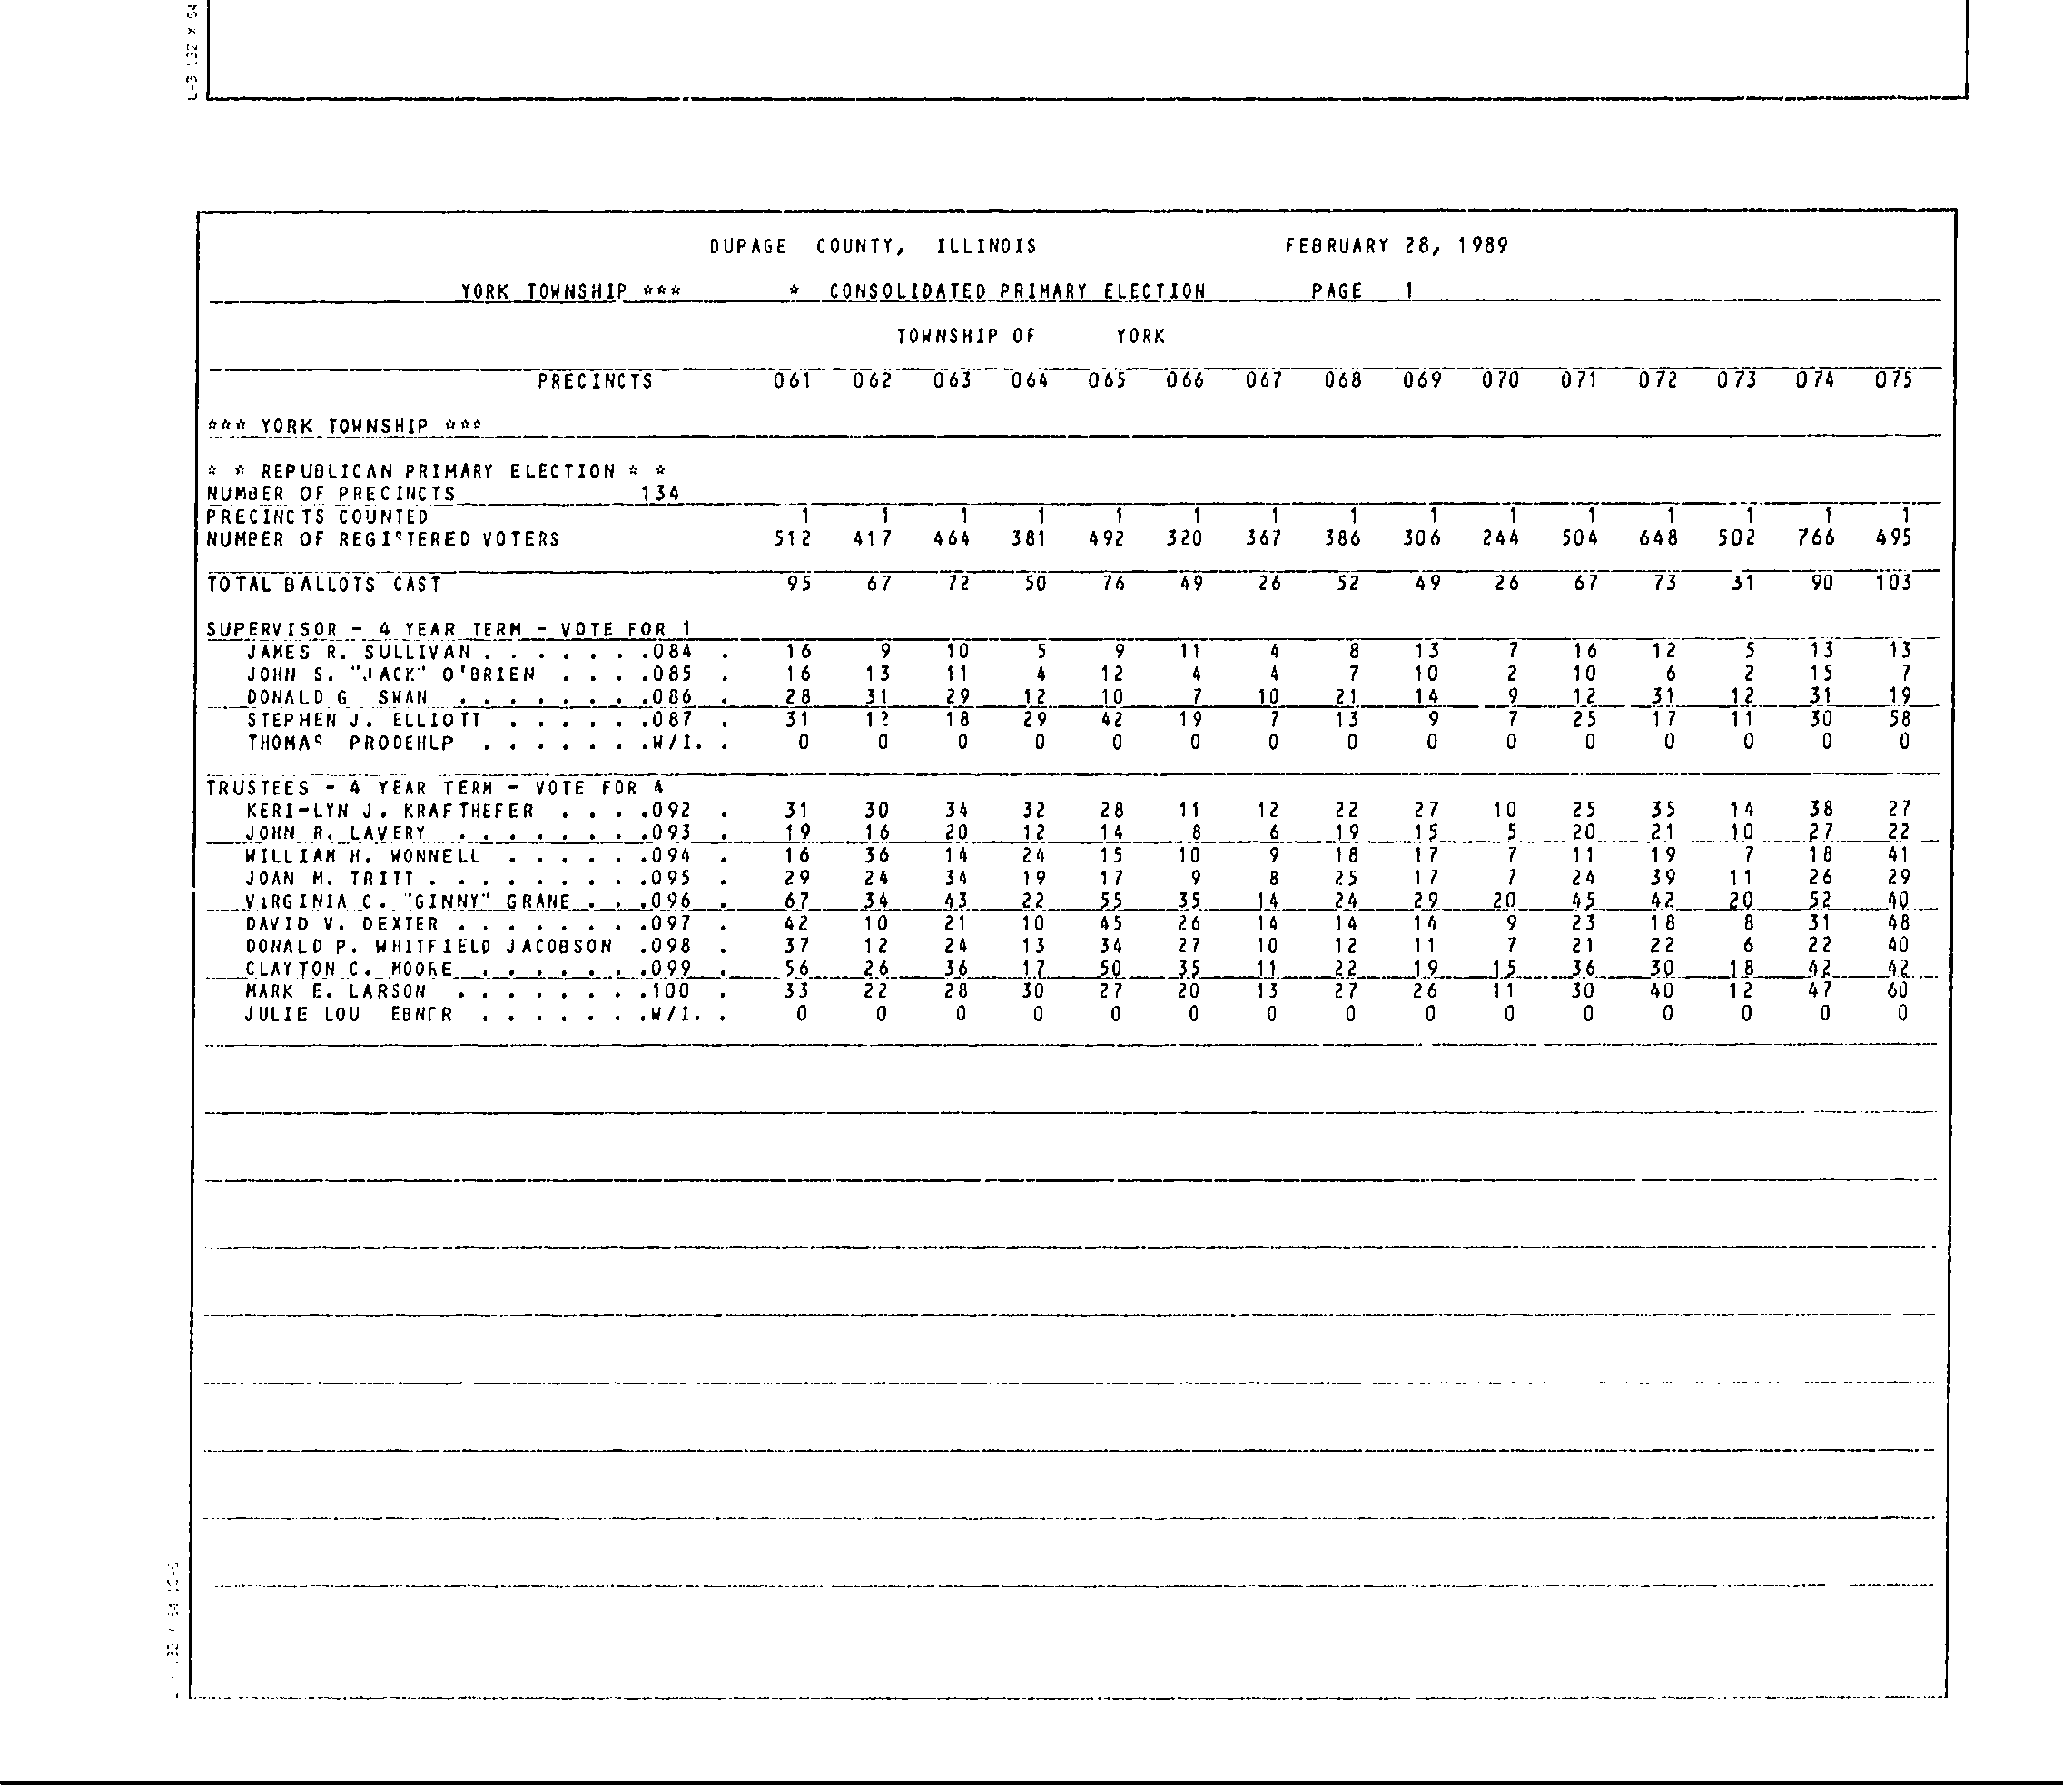 L-B 132 X 64
DUPAGE COUNTY, ILLINOIS FEBRUARY 28, 1989
YORK TOWNSHIP *** * CONSOLIDATED PRIMARY ELECTION PAGE 1
TOWNSHIP OF YORK
PRECINCTS 061 062 063 064 065 066 067 068 069 070 071 072 073 074 075
*** YORK TOWNSHIP ***
* * REPUBLICAN PRIMARY ELECTION * *
NUMBER OF PRECINCTS 134
PRECINCTS COUNTED 1 1 1 1 1 1 1 1 1 1 1 1 1 1 1
NUMBER OF REGISTERED VOTERS 512 417 464 381 492 320 367 386 306 244 504 648 502 766 495
TOTAL BALLOTS CAST 95 67 72 50 76 49 26 52 49 26 67 73 31 90 103
SUPERVISOR - 4 YEAR TERM - VOTE FOR 1
JAMES R. SULLIVAN . . . . . . .084 . 16 9 10 5 9 11 4 8 13 7 16 12 5 13 13
JOHN S. "JACK" O'BRIEN . . . .085 . 16 13 11 4 12 4 4 7 10 2 10 6 2 15 7
DONALD G SWAN . . . . . . . .086 . 28 31 29 12 10 7 10 21 14 9 12 31 12 31 19
STEPHEN J. ELLIOTT . . . . . .087 . 31 12 18 29 42 19 7 13 9 7 25 17 11 30 58
THOMAS PRODEHLP . . . . . . .W/I. . 0 0 0 0 0 0 0 0 0 0 0 0 0 0 0
TRUSTEES - 4 YEAR TERM - VOTE FOR 4
KERI-LYN J. KRAFTHEFER . . . .092 . 31 30 34 32 28 11 12 22 27 10 25 35 14 38 27
JOHN R. LAVERY . . . . . . . .093 . 19 16 20 12 14 8 6 19 15 5 20 21 10 27 22
WILLIAM H. WONNELL . . . . . .094 . 16 36 14 24 15 10 9 18 17 7 11 19 7 18 41
JOAN M. TRITT . . . . . . . . .095 . 29 24 34 19 17 9 8 25 17 7 24 39 11 26 29
VIRGINIA C. "GINNY" GRANE . . .096 . 67 34 43 22 55 35 14 24 29 20 45 42 20 52 40
DAVID V. DEXTER . . . . . . . .097 . 42 10 21 10 45 26 14 14 14 9 23 18 8 31 48
DONALD P. WHITFIELD JACOBSON .098 . 37 12 24 13 34 27 10 12 11 7 21 22 6 22 40
CLAYTON C. MOORE . . . . . . .099 . 56 26 36 17 50 35 11 22 19 15 36 30 18 42 42
MARK E. LARSON . . . . . . . .100 . 33 22 28 30 27 20 13 27 26 11 30 40 12 47 60
JULIE LOU EBNER . . . . . . .W/I. . 0 0 0 0 0 0 0 0 0 0 0 0 0 0 0